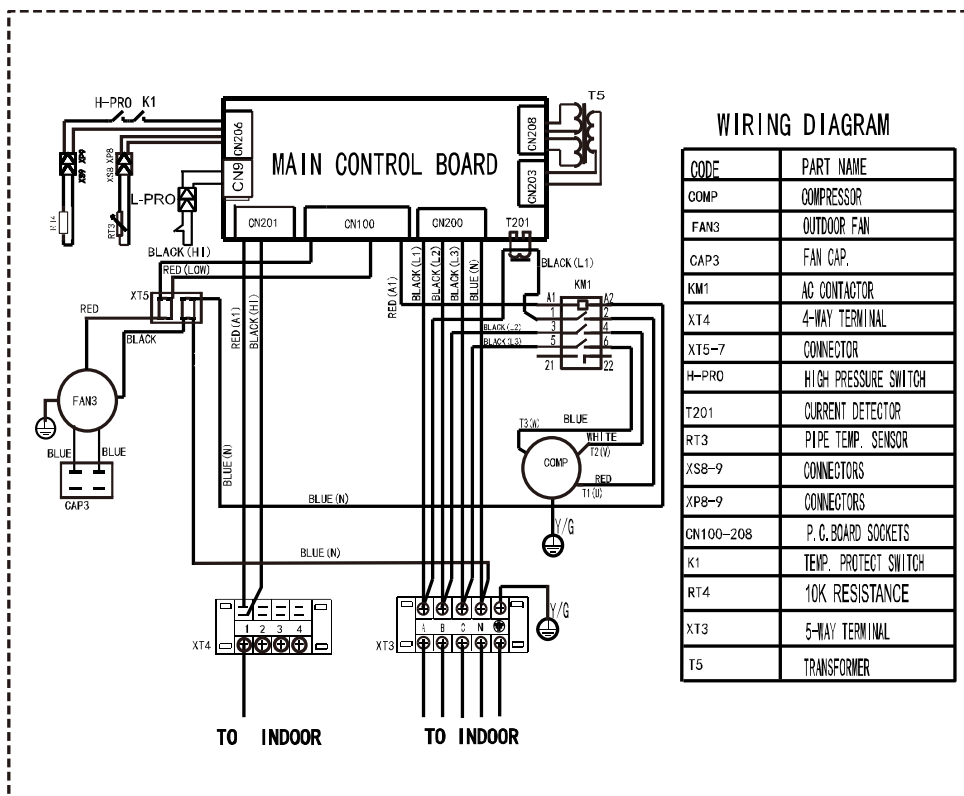 H-PRO K1
T5
CN206
CN208
XP9
XS9
XP8
XS8
CN9
MAIN CONTROL BOARD
CN203
RT4
RT3
L-PRO
CN201
CN100
CN200
T201
BLACK(HI)
RED(LOW)
BLACK(L1)
BLACK(L2)
BLACK(L3)
BLUE(N)
BLACK(L1)
XT5
RED
BLACK
RED(A1)
BLACK(HI)
RED(A1)
KM1
A1 A2
1 2
3 4
5 6
21 22
BLACK(L2)
BLACK(L3)
FAN3
BLUE
BLUE
CAP3
BLUE(N)
BLUE(N)
BLUE(N)
T3(W)
BLUE
WHITE
T2(V)
COMP
RED
T1(U)
Y/G
Y/G
XT4
1 2 3 4
XT3
A B C N
TO INDOOR
TO INDOOR
WIRING DIAGRAM
CODE PART NAME
COMP COMPRESSOR
FAN3 OUTDOOR FAN
CAP3 FAN CAP.
KM1 AC CONTACTOR
XT4 4-WAY TERMINAL
XT5-7 CONNECTOR
H-PRO HIGH PRESSURE SWITCH
T201 CURRENT DETECTOR
RT3 PIPE TEMP. SENSOR
XS8-9 CONNECTORS
XP8-9 CONNECTORS
CN100-208 P.C.BOARD SOCKETS
K1 TEMP. PROTECT SWITCH
RT4 10K RESISTANCE
XT3 5-WAY TERMINAL
T5 TRANSFORMER